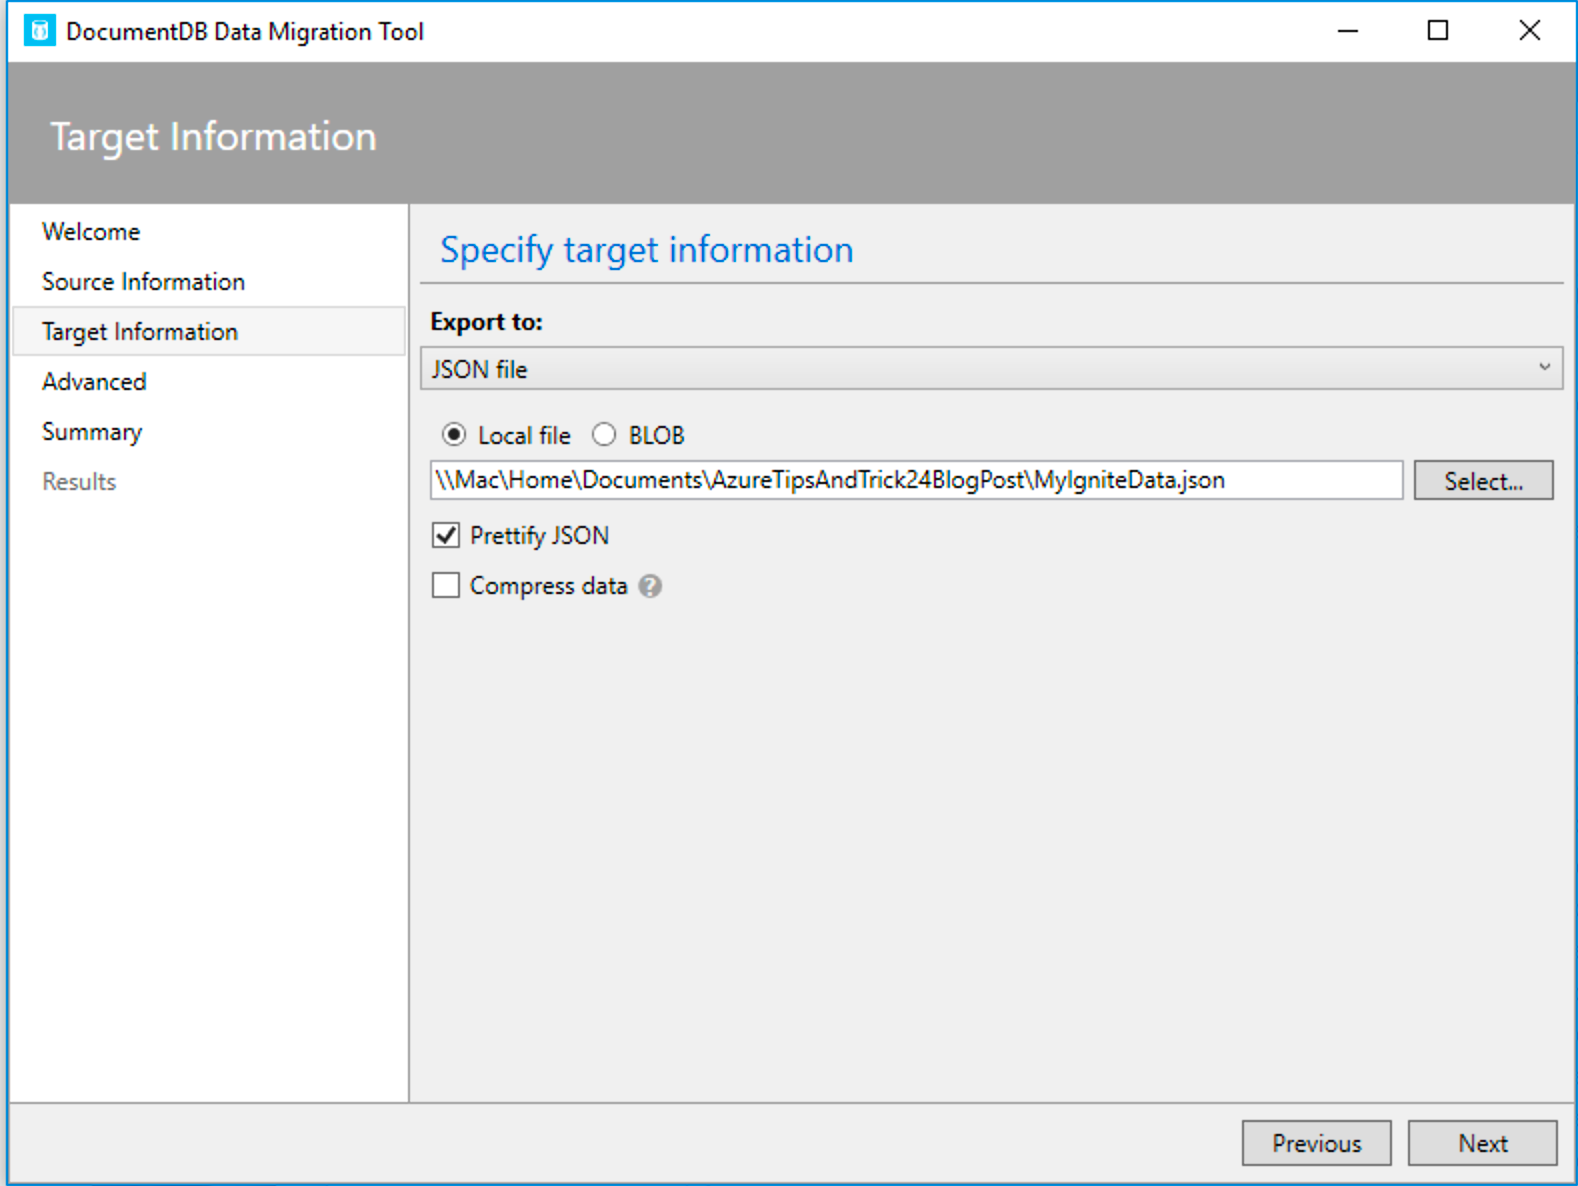 DocumentDB Data Migration Tool
Target Information
Welcome
Source Information
Target Information
Advanced
Summary
Results
Specify target information
Export to:
JSON file
Local file BLOB
\\Mac\Home\Documents\AzureTipsAndTrick24BlogPost\MyIgniteData.json
Select...
Prettify JSON
Compress data ?
Previous Next